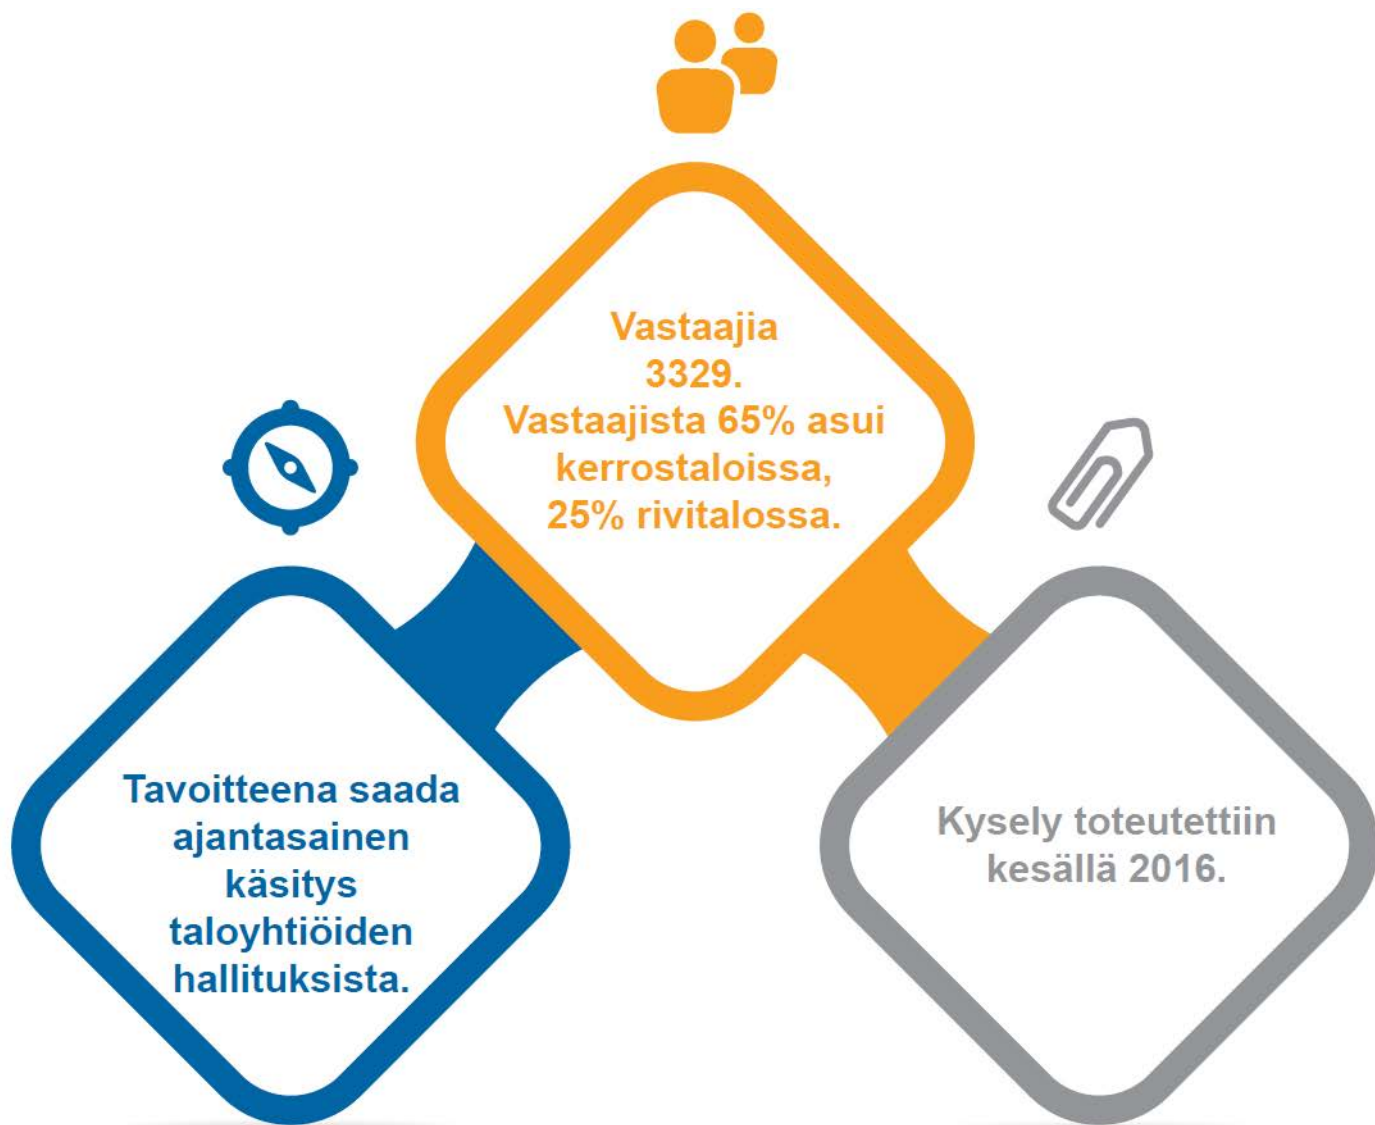 Vastaajia
3329.
Vastaajista 65% asui
kerrostaloissa,
25% rivitalossa.
Tavoitteena saada
ajantasainen
käsitys
taloyhtiöiden
hallituksista.
Kysely toteutettiin
kesällä 2016.